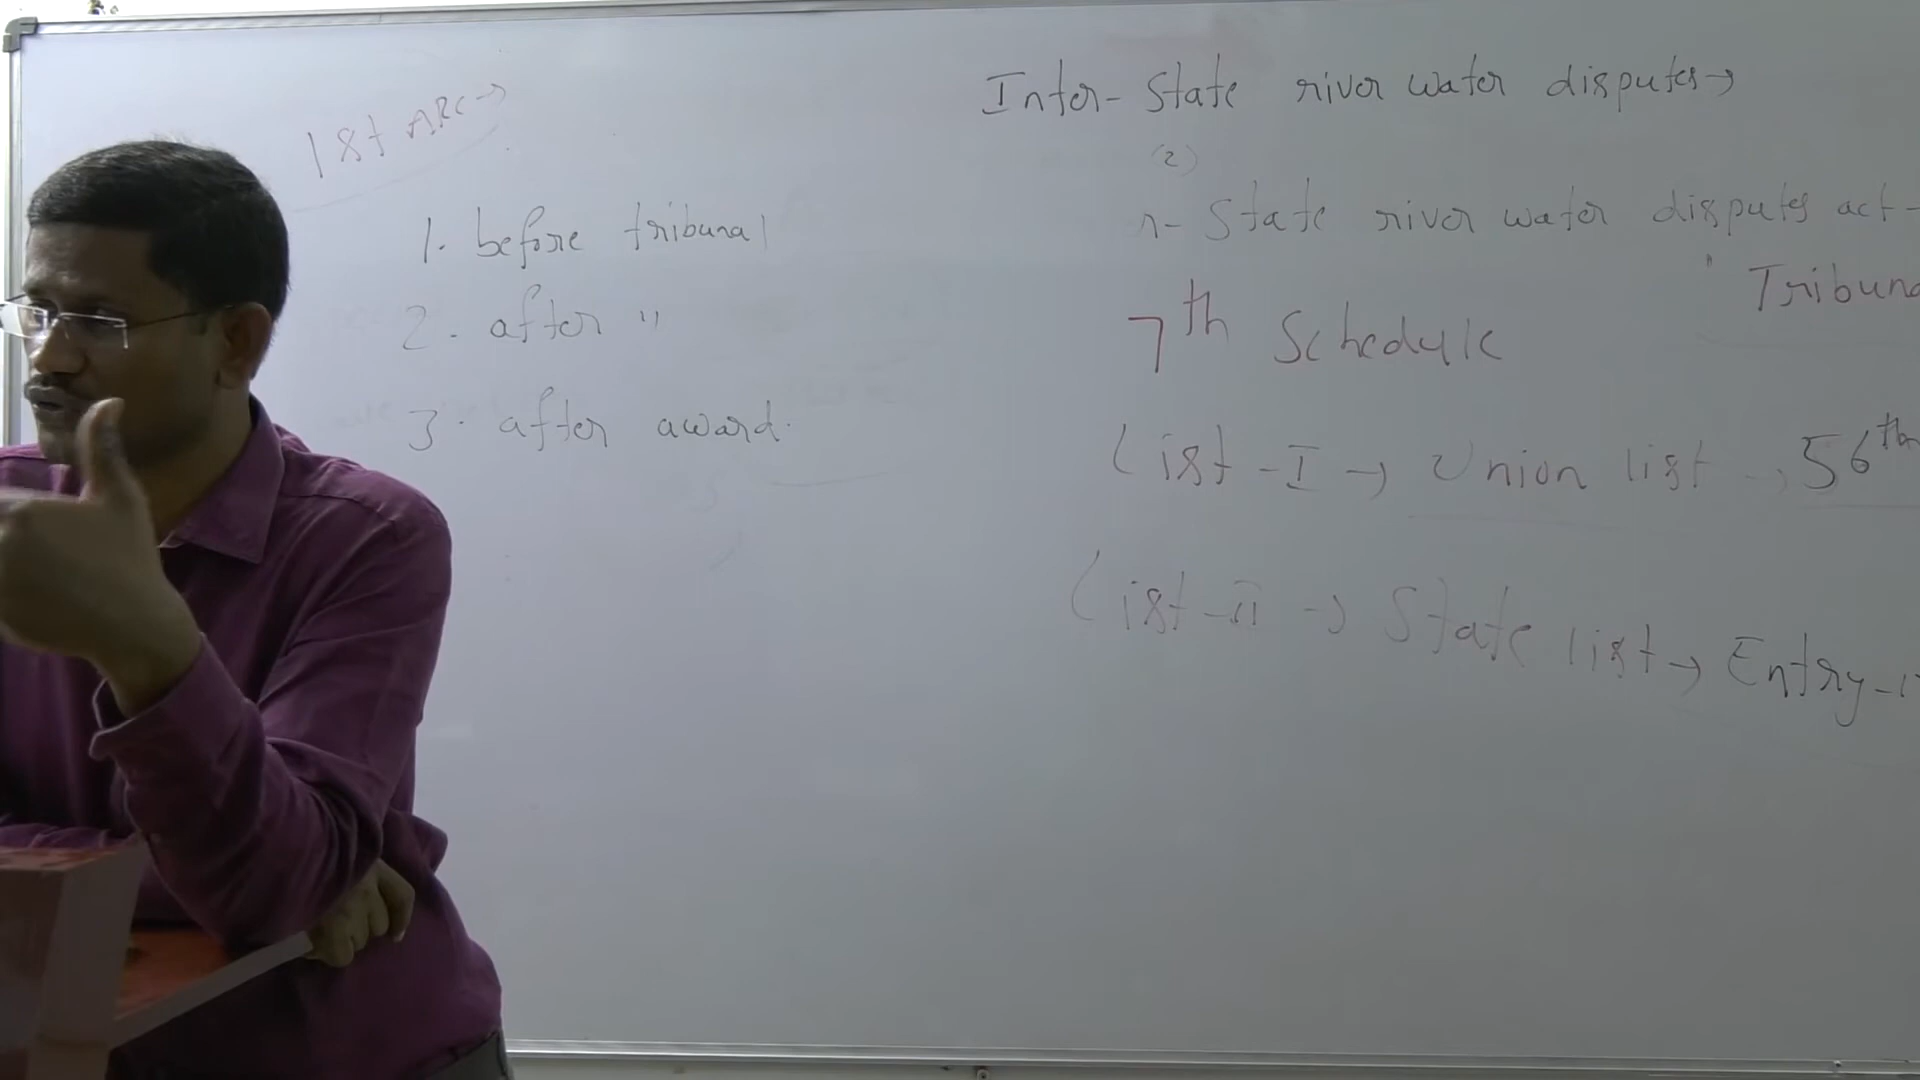 1st ARC →
1. before tribunal
2. after "
3. after award.
Inter-State river water disputes →
(2)
r-State river water disputes act-
Tribuna
7th Schedule
List-I → Union list → 56th
List-II → State list → Entry-1